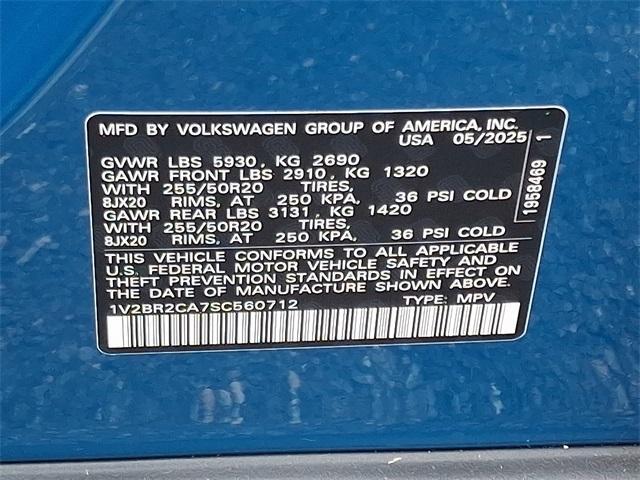 MFD BY VOLKSWAGEN GROUP OF AMERICA, INC.
USA 05/2025
GVWR LBS 5930, KG 2690
GAWR FRONT LBS 2910, KG 1320
WITH 255/50R20 TIRES,
8JX20 RIMS, AT 250 KPA, 36 PSI COLD
GAWR REAR LBS 3131, KG 1420
WITH 255/50R20 TIRES,
8JX20 RIMS, AT 250 KPA, 36 PSI COLD
THIS VEHICLE CONFORMS TO ALL APPLICABLE
U.S. FEDERAL MOTOR VEHICLE SAFETY AND
THEFT PREVENTION STANDARDS IN EFFECT ON
THE DATE OF MANUFACTURE SHOWN ABOVE.
1V2BR2CA7SC560712 TYPE: MPV
1958469 1